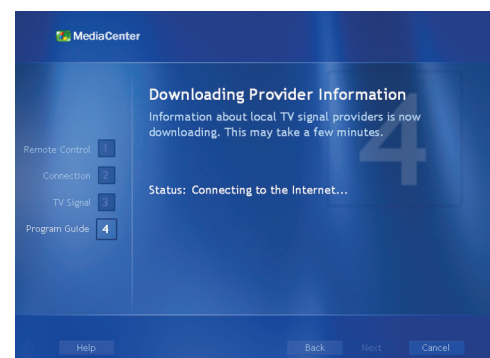 MediaCenter
Downloading Provider Information
Information about local TV signal providers is now
downloading. This may take a few minutes.
Status: Connecting to the Internet...
Remote Control 1
Connection 2
TV Signal 3
Program Guide 4
4
Help
Back
Next
Cancel